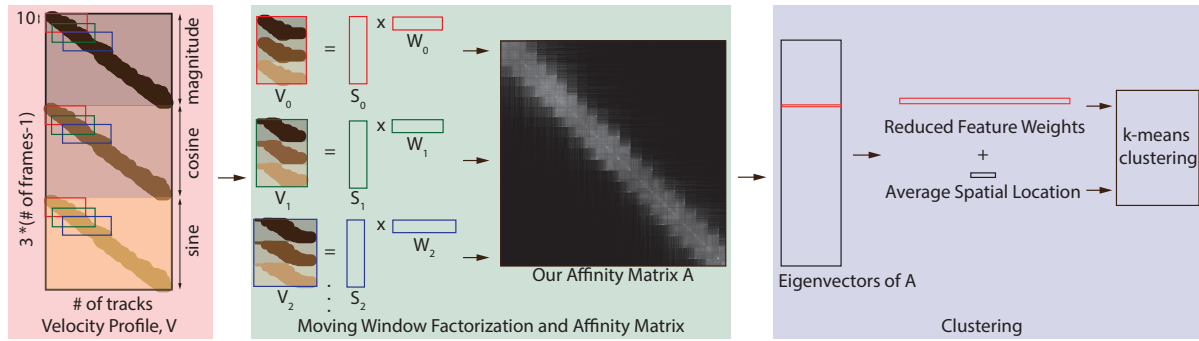 10
magnitude
cosine
sine
3 *(# of frames-1)
# of tracks
Velocity Profile, V
V0
=
S0
x
W0
V1
=
S1
x
W1
V2
=
S2
x
W2
:
:
Our Affinity Matrix A
Moving Window Factorization and Affinity Matrix
Eigenvectors of A
Reduced Feature Weights
+
Average Spatial Location
k-means
clustering
Clustering